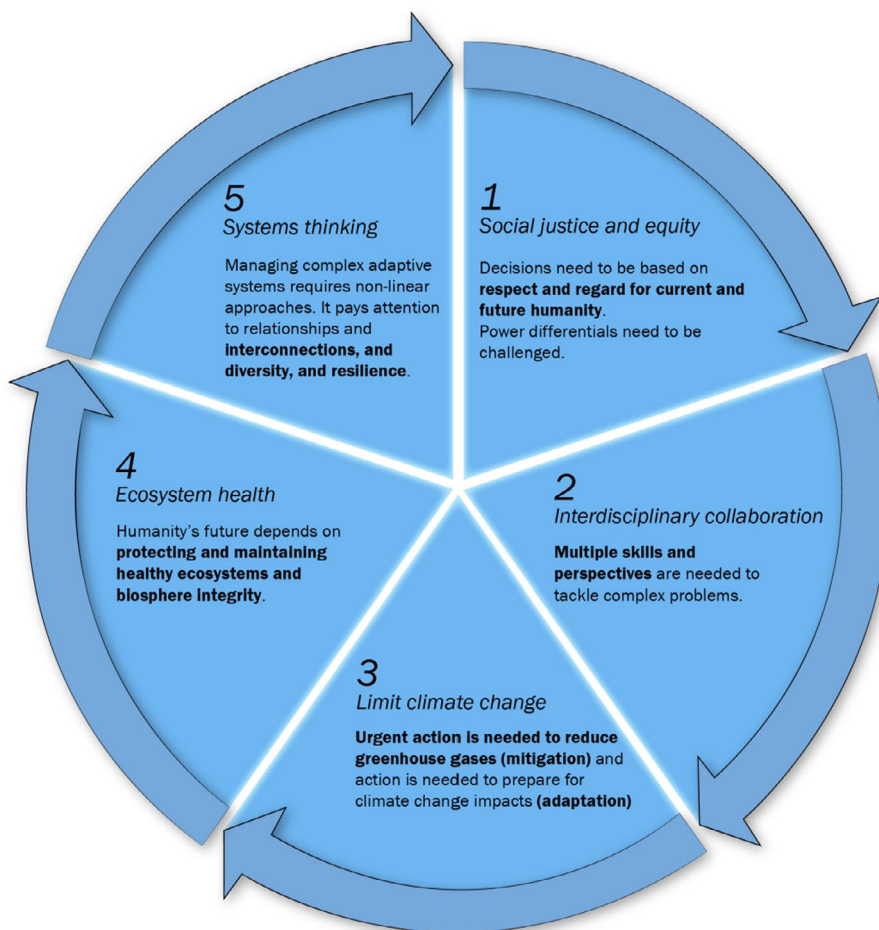 1
Social justice and equity
Decisions need to be based on
respect and regard for current and
future humanity.
Power differentials need to be
challenged.
2
Interdisciplinary collaboration
Multiple skills and
perspectives are needed to
tackle complex problems.
3
Limit climate change
Urgent action is needed to reduce
greenhouse gases (mitigation) and
action is needed to prepare for
climate change impacts (adaptation)
4
Ecosystem health
Humanity's future depends on
protecting and maintaining
healthy ecosystems and
biosphere integrity.
5
Systems thinking
Managing complex adaptive
systems requires non-linear
approaches. It pays attention
to relationships and
interconnections, and
diversity, and resilience.